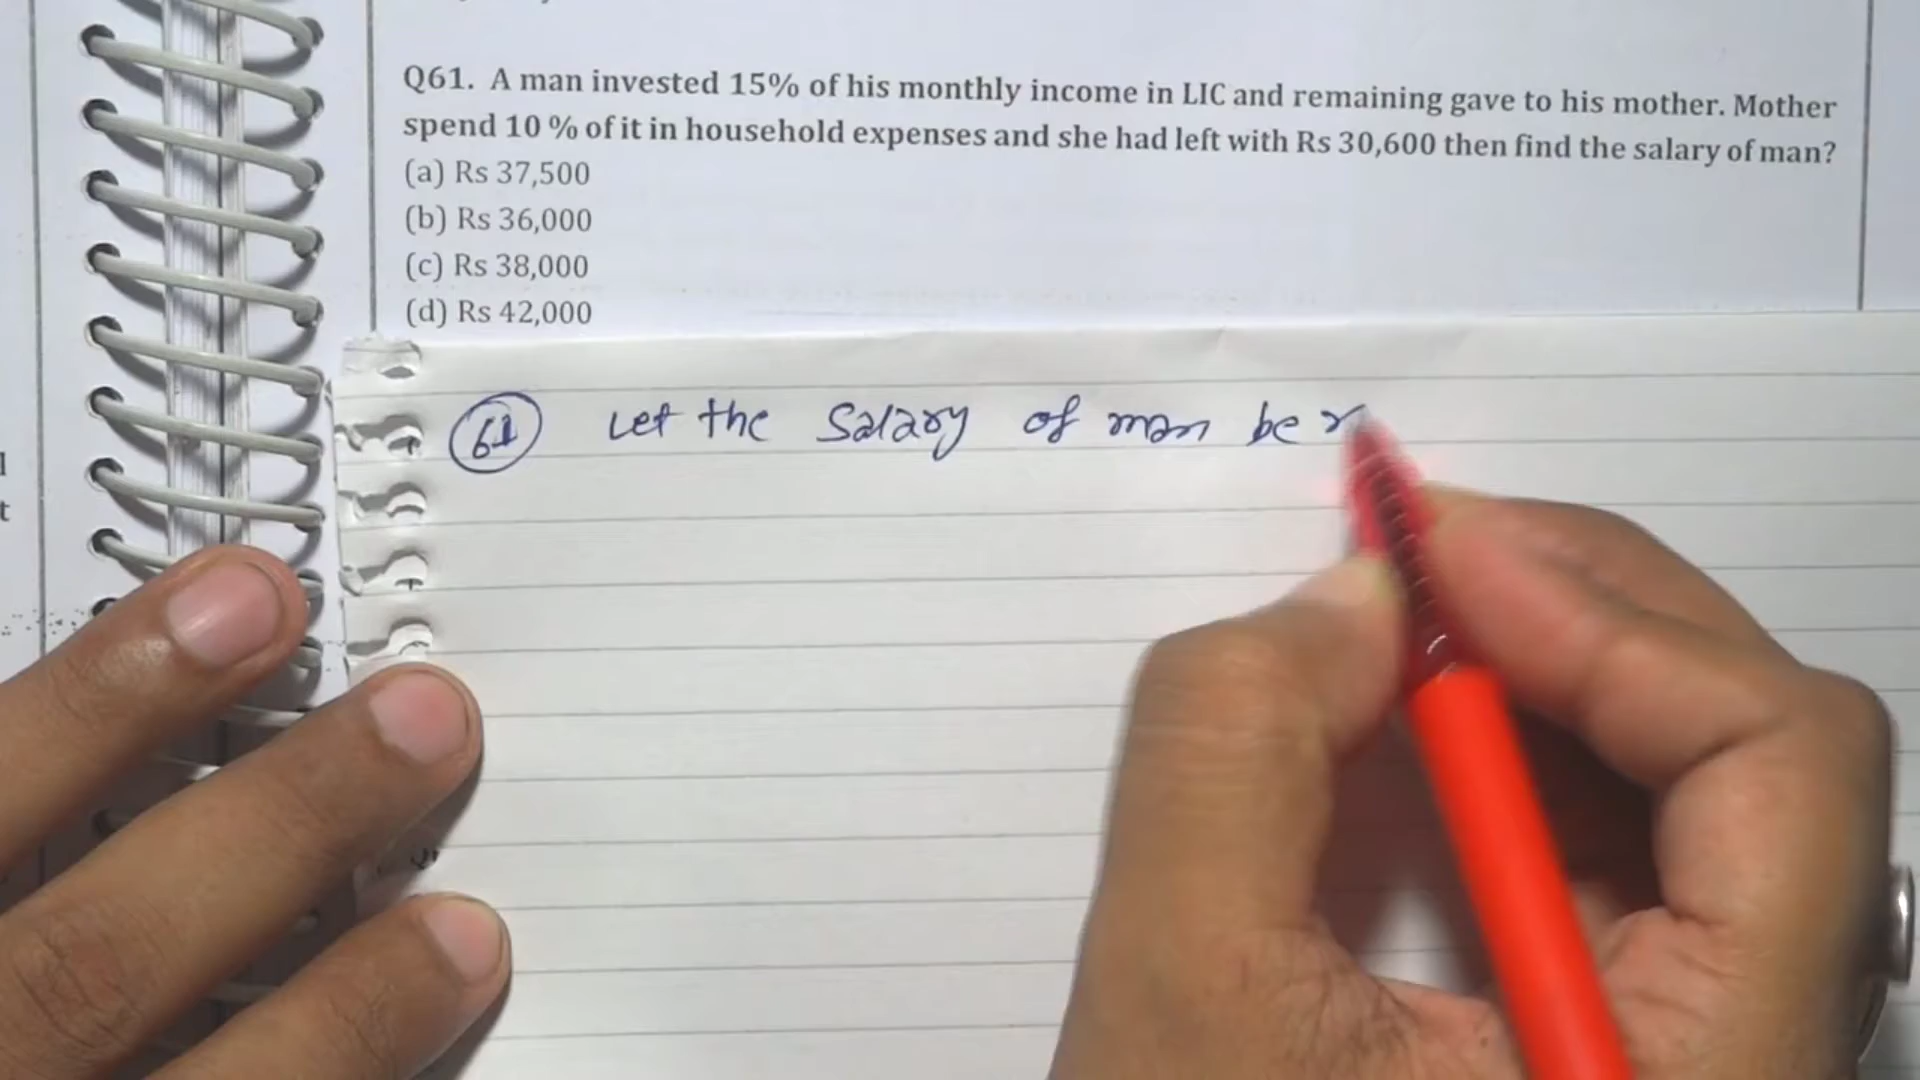 Q61. A man invested 15% of his monthly income in LIC and remaining gave to his mother. Mother
spend 10 % of it in household expenses and she had left with Rs 30,600 then find the salary of man?
(a) Rs 37,500
(b) Rs 36,000
(c) Rs 38,000
(d) Rs 42,000
61 Let the Salary of man be x